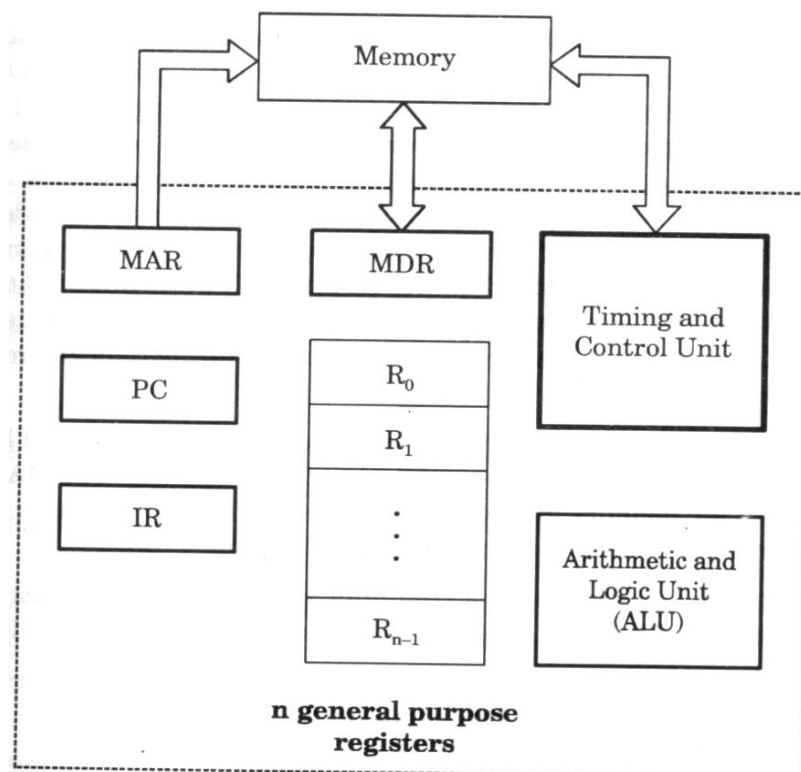 Memory
MAR
MDR
Timing and
Control Unit
PC
R₀
R₁
IR
⋮
Arithmetic and
Logic Unit
(ALU)
Rₙ₋₁
n general purpose
registers